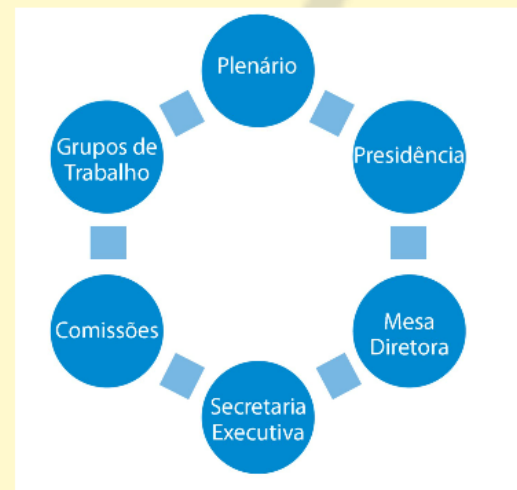 Plenário
Presidência
Mesa
Diretora
Secretaria
Executiva
Comissões
Grupos de
Trabalho